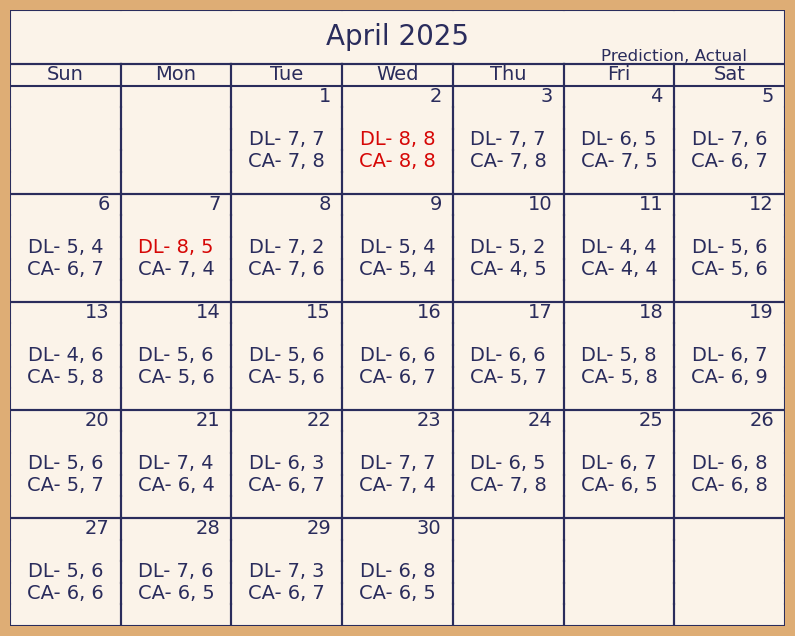 April 2025
Prediction, Actual
Sun Mon Tue Wed Thu Fri Sat
1 2 3 4 5
DL- 7, 7 DL- 8, 8 DL- 7, 7 DL- 6, 5 DL- 7, 6
CA- 7, 8 CA- 8, 8 CA- 7, 8 CA- 7, 5 CA- 6, 7
6 7 8 9 10 11 12
DL- 5, 4 DL- 8, 5 DL- 7, 2 DL- 5, 4 DL- 5, 2 DL- 4, 4 DL- 5, 6
CA- 6, 7 CA- 7, 4 CA- 7, 6 CA- 5, 4 CA- 4, 5 CA- 4, 4 CA- 5, 6
13 14 15 16 17 18 19
DL- 4, 6 DL- 5, 6 DL- 5, 6 DL- 6, 6 DL- 6, 6 DL- 5, 8 DL- 6, 7
CA- 5, 8 CA- 5, 6 CA- 5, 6 CA- 6, 7 CA- 5, 7 CA- 5, 8 CA- 6, 9
20 21 22 23 24 25 26
DL- 5, 6 DL- 7, 4 DL- 6, 3 DL- 7, 7 DL- 6, 5 DL- 6, 7 DL- 6, 8
CA- 5, 7 CA- 6, 4 CA- 6, 7 CA- 7, 4 CA- 7, 8 CA- 6, 5 CA- 6, 8
27 28 29 30
DL- 5, 6 DL- 7, 6 DL- 7, 3 DL- 6, 8
CA- 6, 6 CA- 6, 5 CA- 6, 7 CA- 6, 5